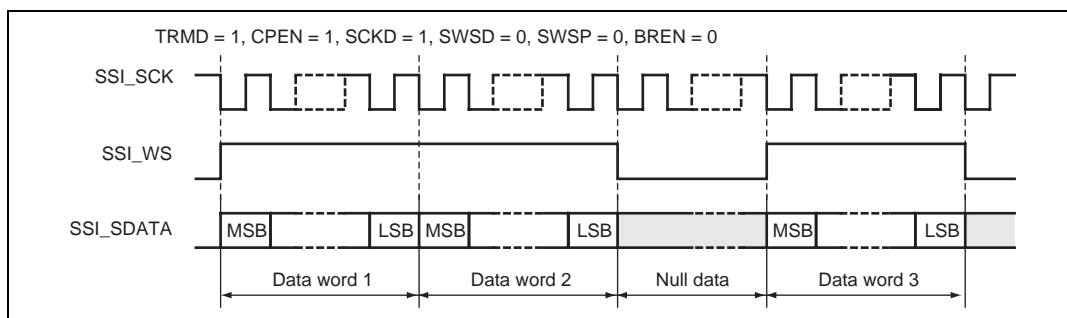 TRMD = 1, CPEN = 1, SCKD = 1, SWSD = 0, SWSP = 0, BREN = 0
SSI_SCK
SSI_WS
SSI_SDATA
MSB LSB MSB LSB MSB LSB
Data word 1 Data word 2 Null data Data word 3